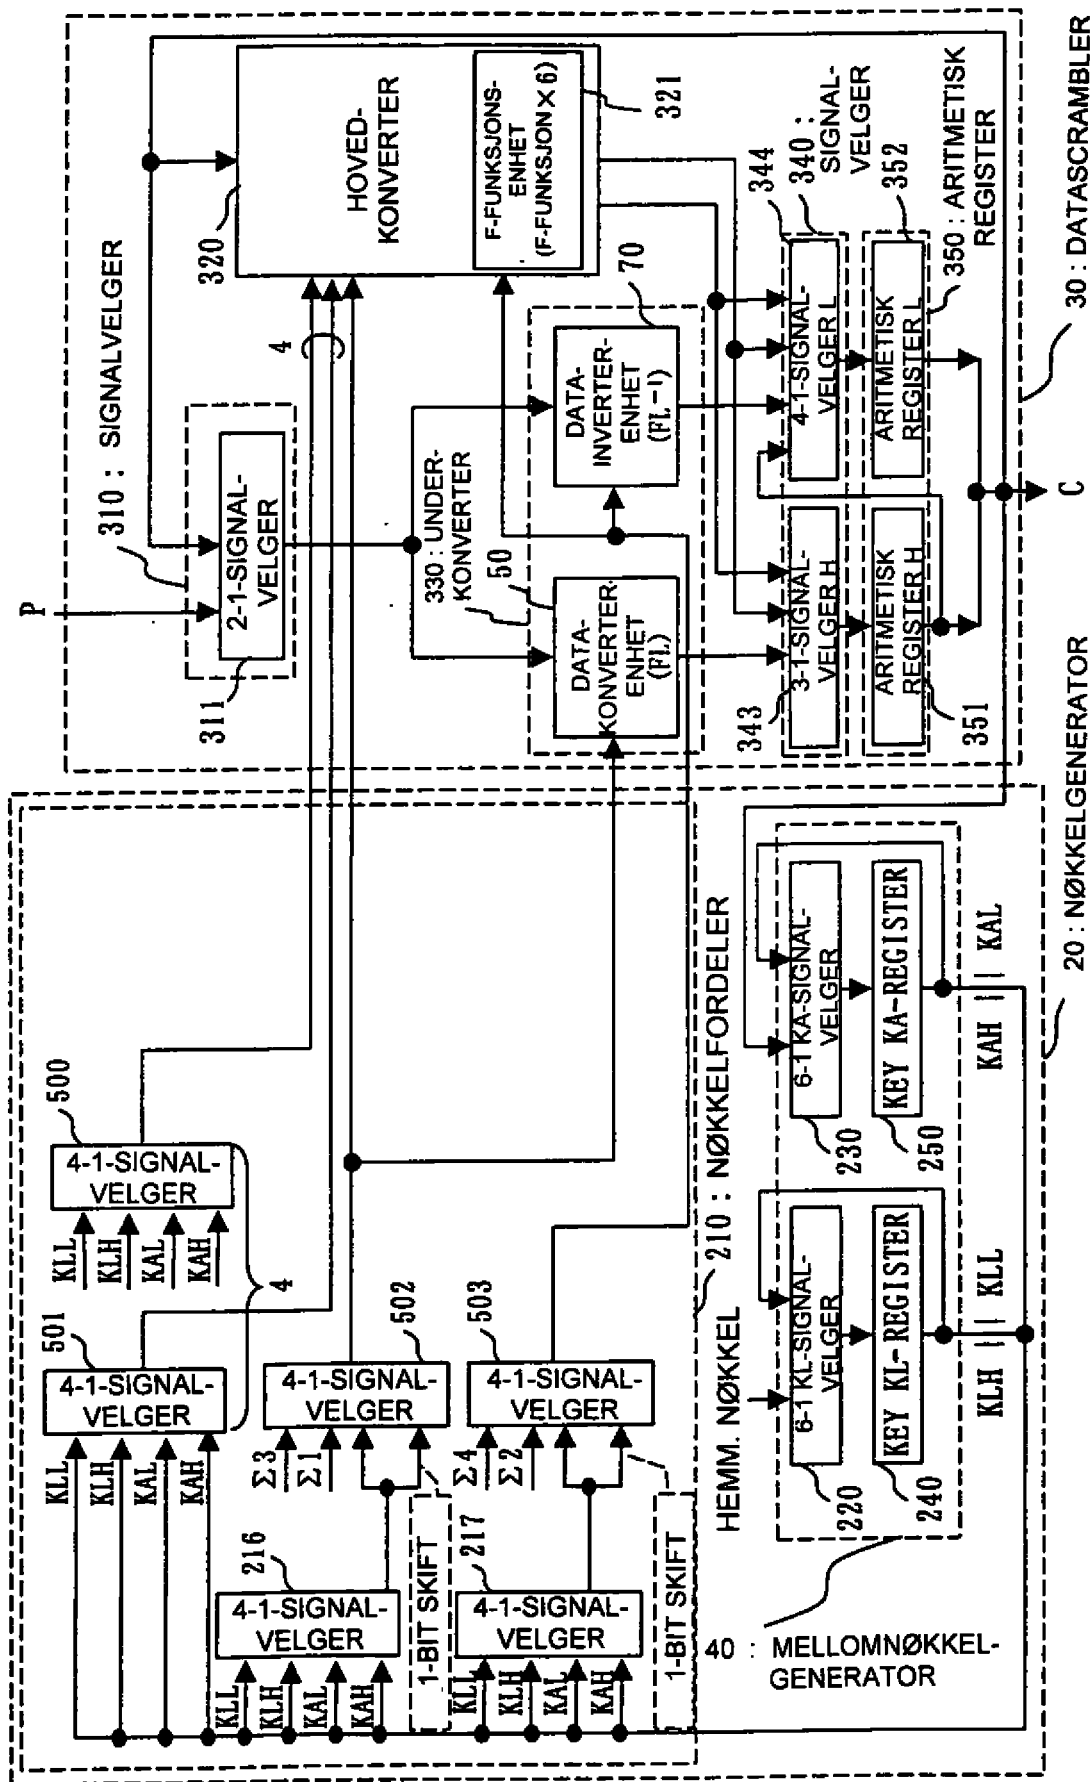 310 : SIGNALVELGER
P
2-1-SIGNAL-
VELGER
311
320
HOVED-
KONVERTER
F-FUNKSJONS-
ENHET
(F-FUNKSJON×6)
321
4
330 : UNDER-
KONVERTER
50
DATA-
KONVERTER-
ENHET
(FL)
DATA-
INVERTER-
ENHET
(FL⁻¹)
70
343
3-1-SIGNAL-
VELGER H
4-1-SIGNAL-
VELGER L
344
340 :
SIGNAL-
VELGER
351
ARITMETISK
REGISTER H
ARITMETISK
REGISTER L
352
350 : ARITMETISK
REGISTER
C
30 : DATASCRAMBLER
500
4-1-SIGNAL-
VELGER
KLL
KLH
KAL
KAH
501
4-1-SIGNAL-
VELGER
4
KLL
KLH
KAL
KAH
502
4-1-SIGNAL-
VELGER
Σ3
Σ1
503
4-1-SIGNAL-
VELGER
Σ4
Σ2
216
4-1-SIGNAL-
VELGER
KLL
KLH
KAL
KAH
1-BIT SKIFT
217
4-1-SIGNAL-
VELGER
KLL
KLH
KAL
KAH
1-BIT SKIFT
210 : NØKKELFORDELER
HEMM. NØKKEL
220
6-1 KL-SIGNAL-
VELGER
230
6-1 KA-SIGNAL-
VELGER
240
KEY KL-REGISTER
250
KEY KA-REGISTER
KLH || KLL
KAH || KAL
40 : MELLOMNØKKEL-
GENERATOR
20 : NØKKELGENERATOR